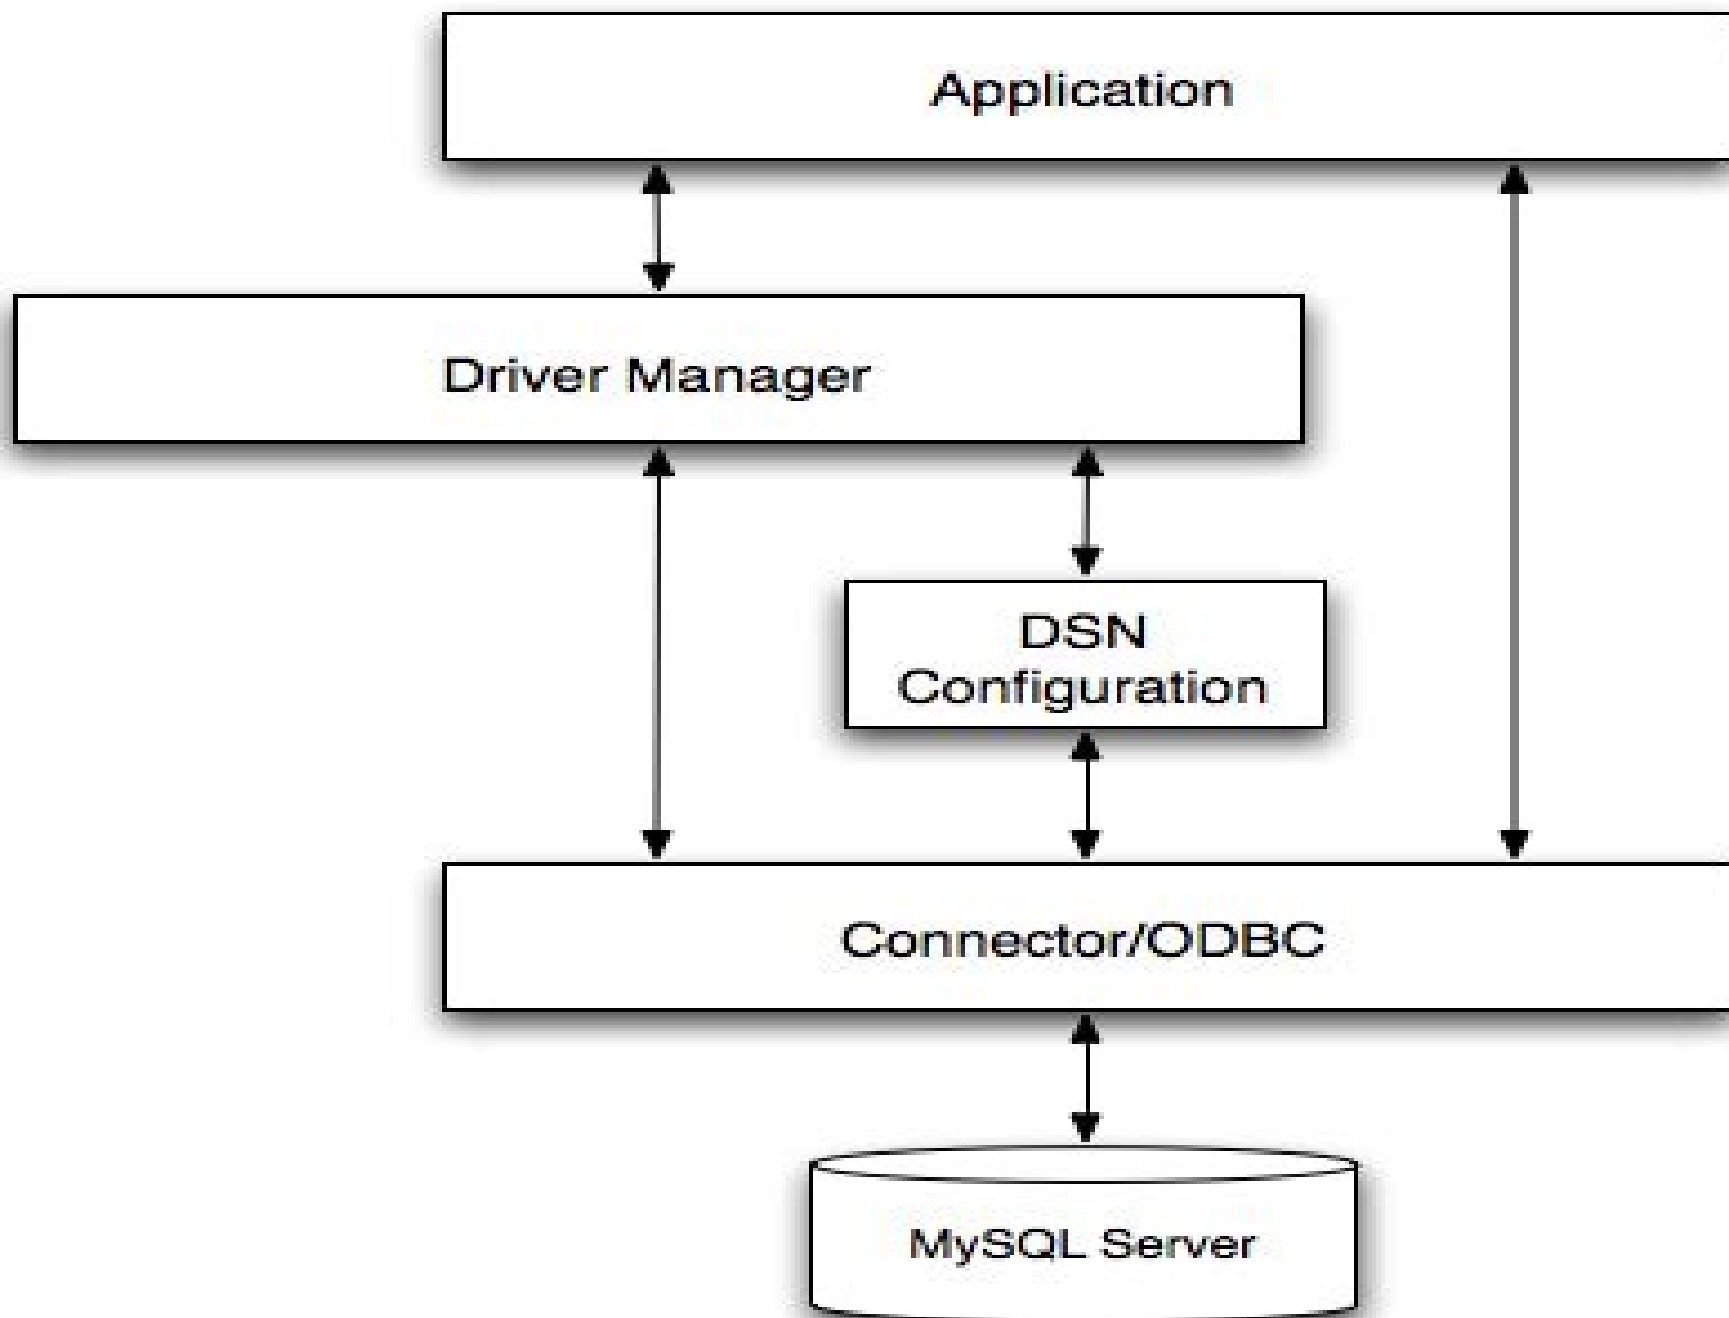 Application
Driver Manager
DSN
Configuration
Connector/ODBC
MySQL Server